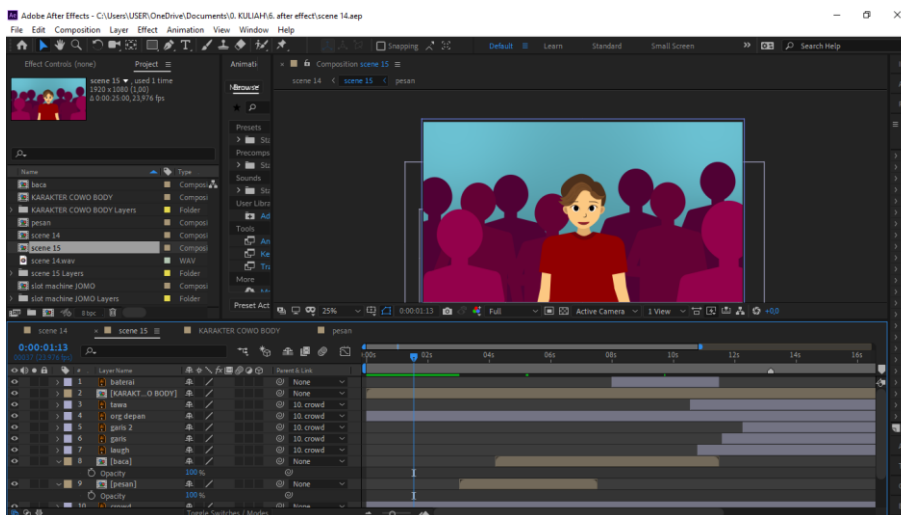 Adobe After Effects - C:\Users\USER\OneDrive\Documents\0. KULIAH\6. after effect\scene 14.aep
File Edit Composition Layer Effect Animation View Window Help
Snapping Default Learn Standard Small Screen Search Help
Effect Controls (none) Project Animati Composition scene 15
scene 15 , used 1 time
1920 x 1080 (1,00)
Δ 0:00:25:00, 23,976 fps
scene 14 scene 15 pesan
Presets
Precomps
Sounds
User Libra
Tools
More
Preset Act
Name Type
baca Composi
KARAKTER COWO BODY Composi
KARAKTER COWO BODY Layers Folder
pesan Composi
scene 14 Composi
scene 15 Composi
scene 14.wav WAV
scene 15 Layers Folder
slot machine JOMO Composi
slot machine JOMO Layers Folder
8 bpc
25% 0:00:01:13 Full Active Camera 1 View +0,0
scene 14 scene 15 KARAKTER COWO BODY pesan
0:00:01:13
00037 (23.976 fps)
02s 04s 06s 08s 10s 12s 14s 16s
# Layer Name Parent & Link
1 baterai None
2 [KARAKT...O BODY] None
3 tawa 10. crowd
4 org depan 10. crowd
5 garis 2 10. crowd
6 garis 10. crowd
7 laugh 10. crowd
8 [baca] None
Opacity 100 %
9 [pesan] None
Opacity 100 %
10 crowd None
Toggle Switches / Modes